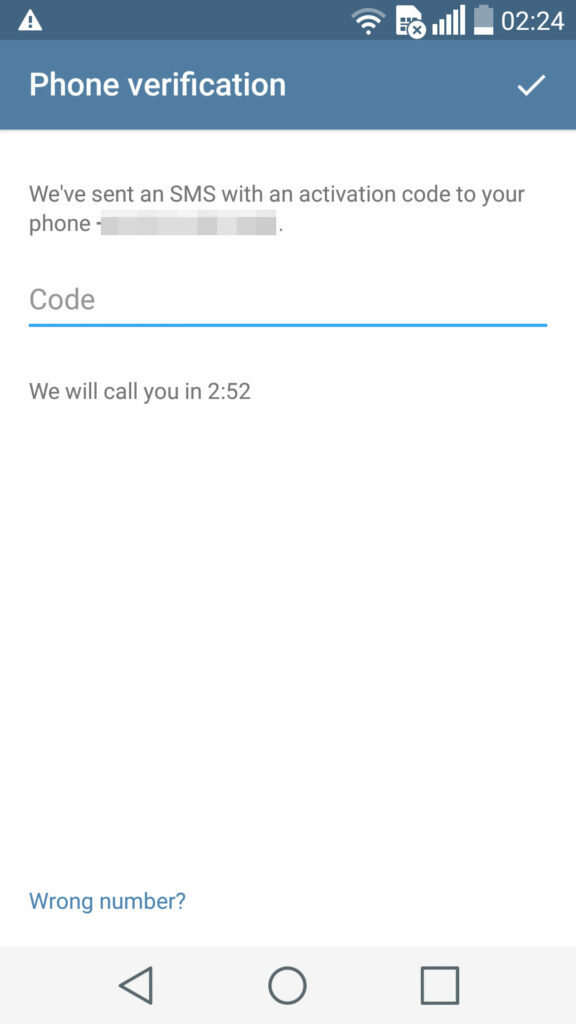 02:24
Phone verification
We've sent an SMS with an activation code to your
phone .
Code
We will call you in 2:52
Wrong number?